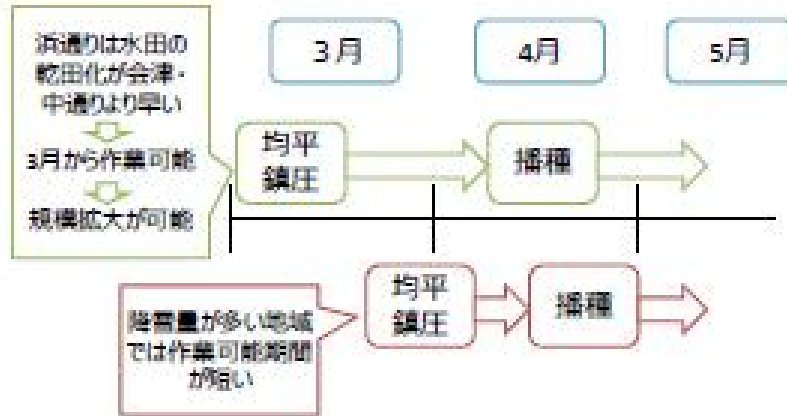 浜通りは水田の
乾田化が会津・
中通りより早い
3月から作業可能
規模拡大が可能
3月
4月
5月
均平
鎮圧
播種
均平
鎮圧
播種
降雪量が多い地域
では作業可能期間
が短い